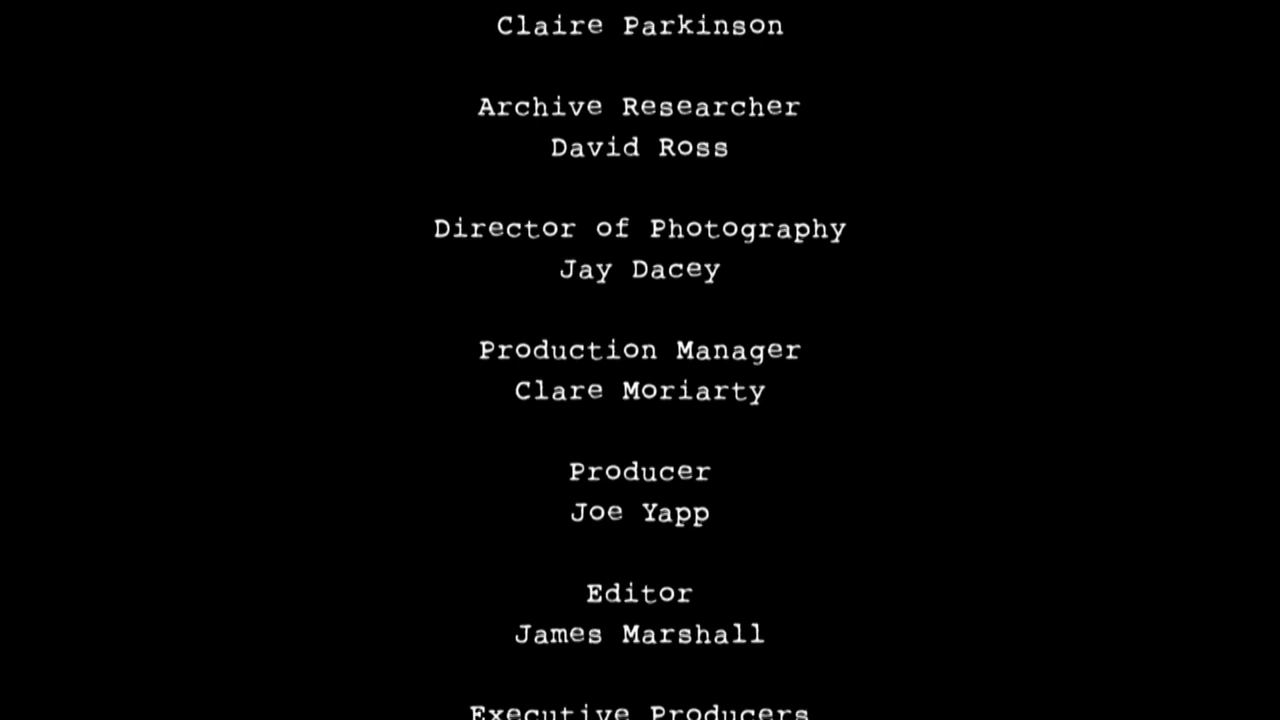 Claire Parkinson
Archive Researcher
David Ross
Director of Photography
Jay Dacey
Production Manager
Clare Moriarty
Producer
Joe Yapp
Editor
James Marshall
Executive Producers